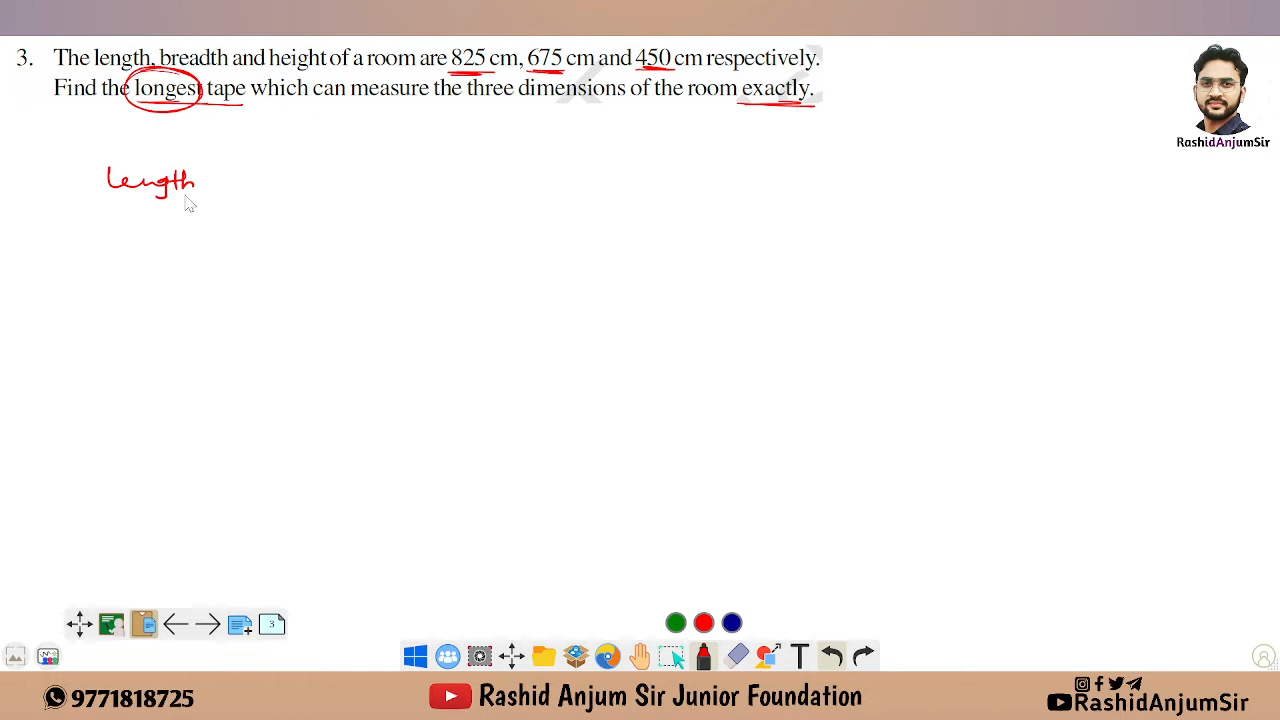 3. The length, breadth and height of a room are 825 cm, 675 cm and 450 cm respectively.
Find the longest tape which can measure the three dimensions of the room exactly.
RashidAnjumSir
length
3
9771818725
Rashid Anjum Sir Junior Foundation
RashidAnjumSir